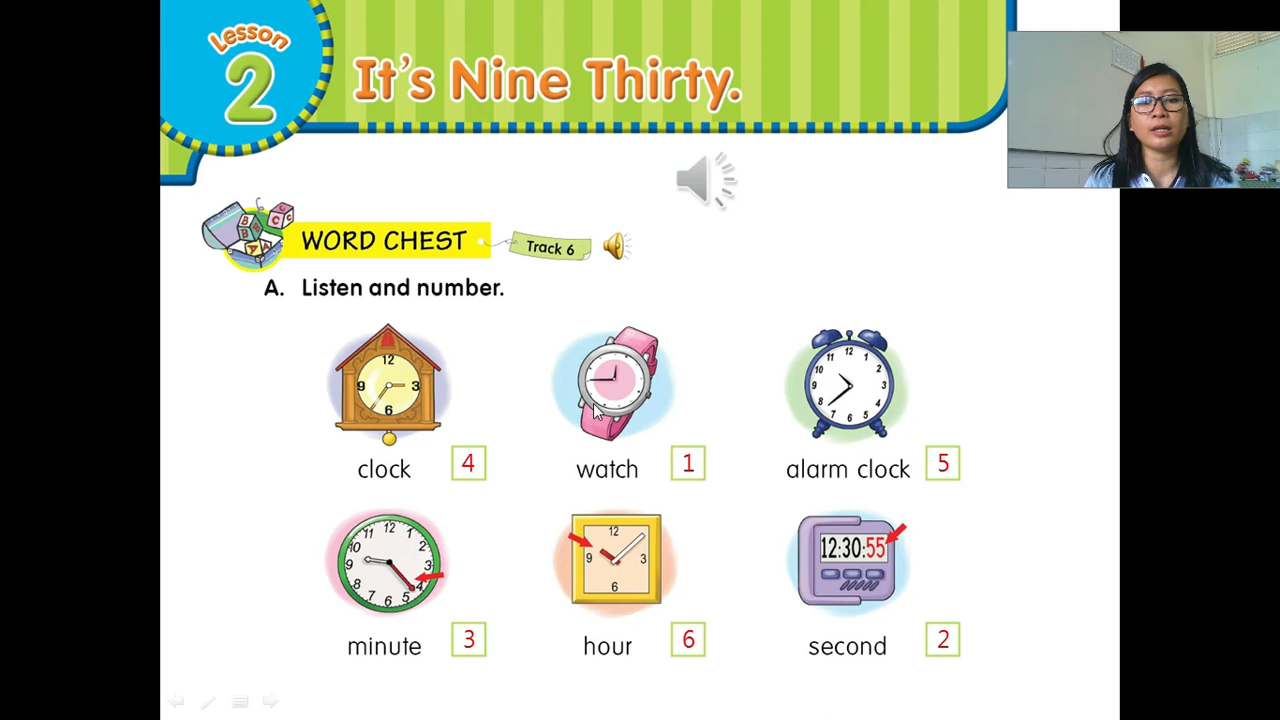 Lesson
2
It's Nine Thirty.
WORD CHEST
Track 6
A. Listen and number.
clock 4
watch 1
alarm clock 5
12:30:55
minute 3
hour 6
second 2